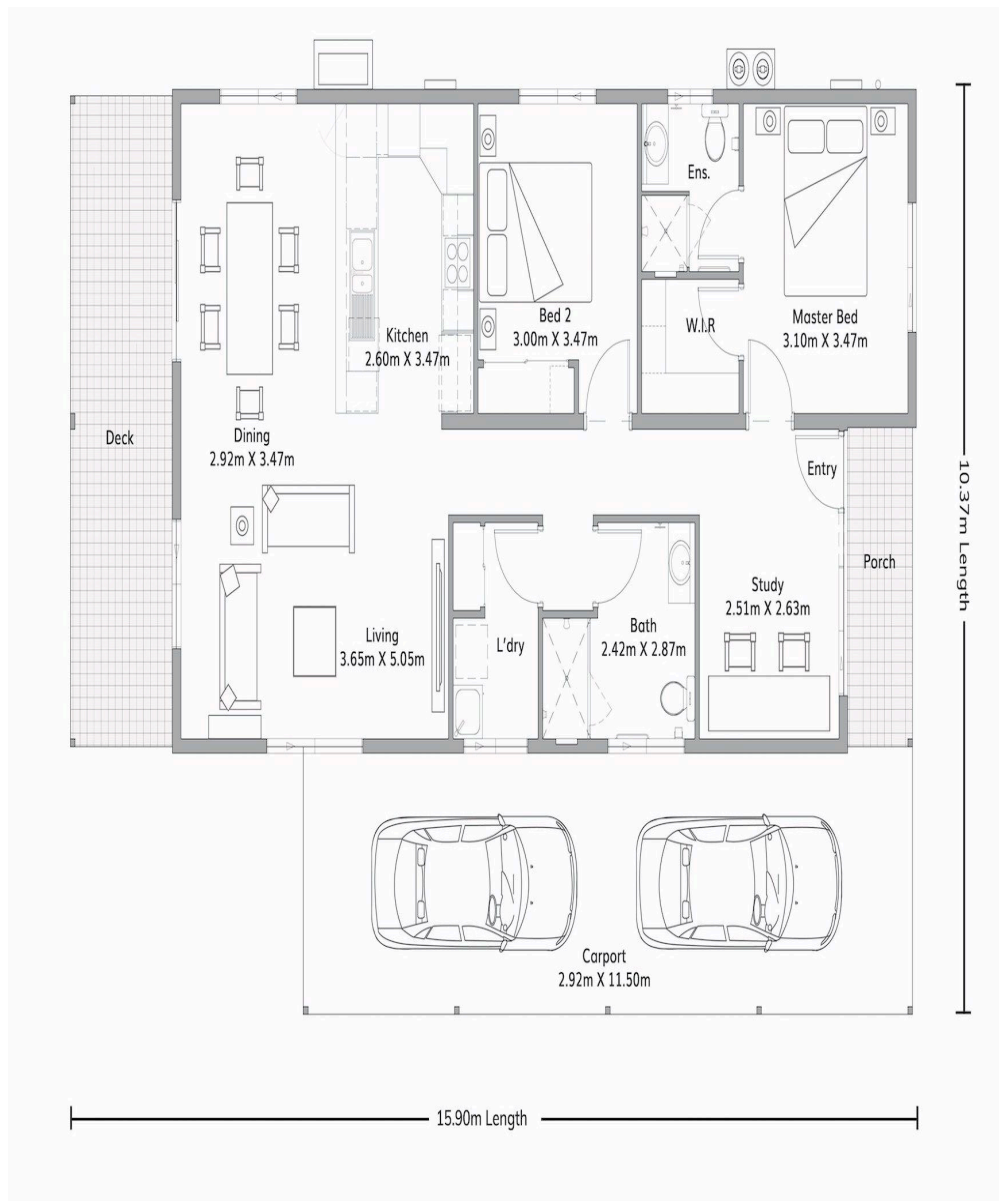 Ens.
Bed 2
3.00m X 3.47m
W.I.R
Master Bed
3.10m X 3.47m
Kitchen
2.60m X 3.47m
Deck
Dining
2.92m X 3.47m
Entry
10.37m Length
Porch
Study
2.51m X 2.63m
Living
3.65m X 5.05m
L'dry
Bath
2.42m X 2.87m
Carport
2.92m X 11.50m
15.90m Length